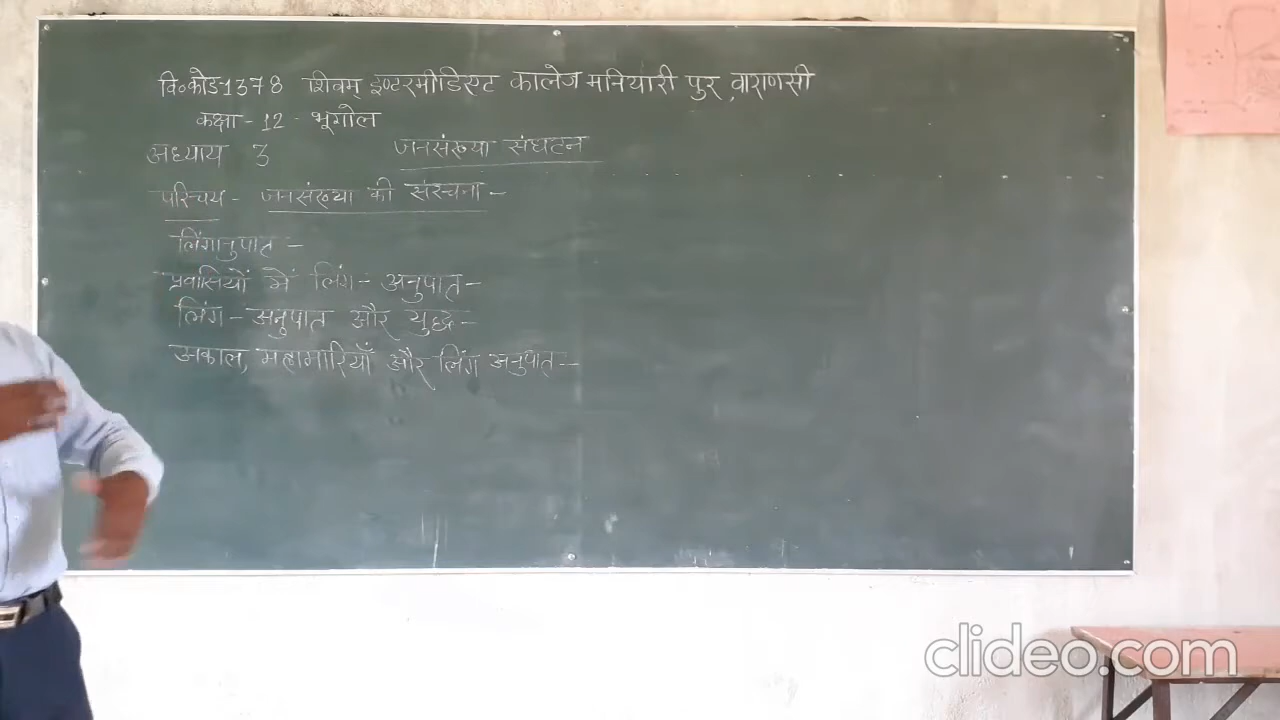 वि०कोड-1378 शिवम् इण्टरमीडिएट कालेज मनियारी पुर, वाराणसी
कक्षा - 12 - भूगोल
अध्याय 3 जनसंख्या संघटन
परिचय - जनसंख्या की संरचना -
लिंगानुपात -
प्रवासियों में लिंग - अनुपात -
लिंग - अनुपात और युद्ध -
अकाल, महामारियाँ और लिंग अनुपात -
clideo.com